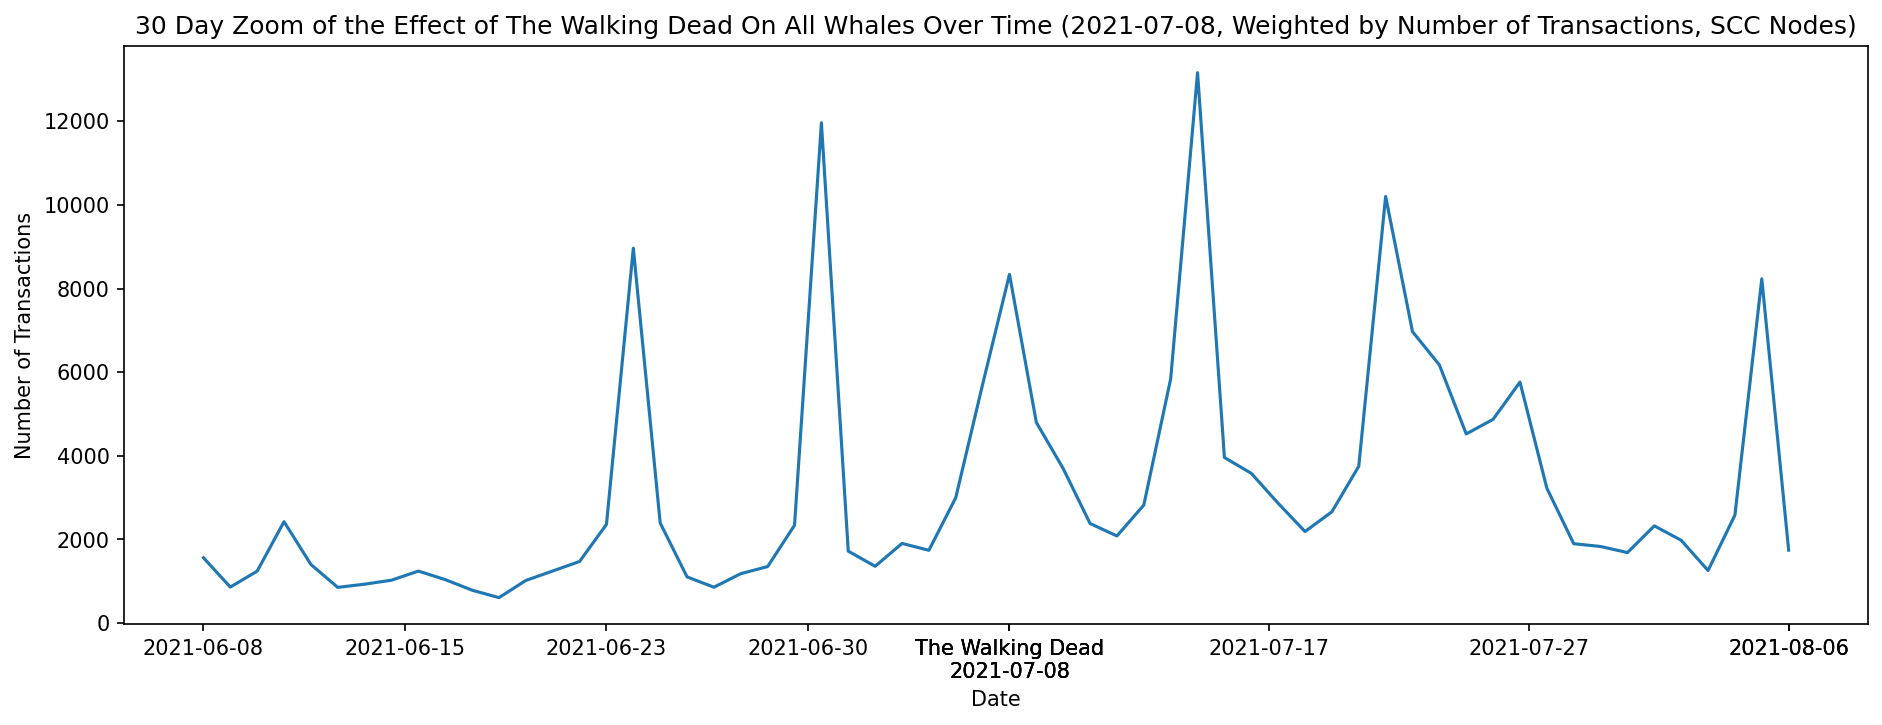 30 Day Zoom of the Effect of The Walking Dead On All Whales Over Time (2021-07-08, Weighted by Number of Transactions, SCC Nodes)
Number of Transactions
12000
10000
8000
6000
4000
2000
0
2021-06-08 2021-06-15 2021-06-23 2021-06-30 The Walking Dead 2021-07-17 2021-07-27 2021-08-06
2021-07-08
Date